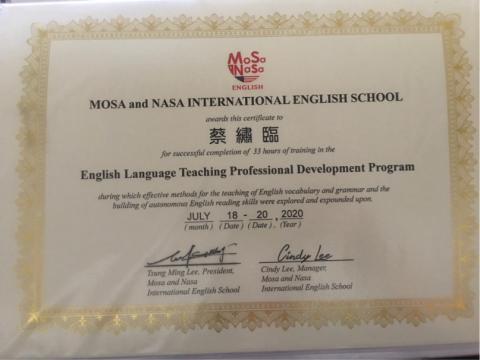 MoSa
NaSa
ENGLISH
MOSA and NASA INTERNATIONAL ENGLISH SCHOOL
awards this certificate to
蔡繡臨
for successful completion of 33 hours of training in the
English Language Teaching Professional Development Program
during which effective methods for the teaching of English vocabulary and grammar and the
building of autonomous English reading skills were explored and expounded upon.
JULY 18 - 20, 2020
(month) (Date) (Date), (Year)
Cindy Lee
Tsung Ming Lee, President, Cindy Lee, Manager,
Mosa and Nasa Mosa and Nasa
International English School International English School